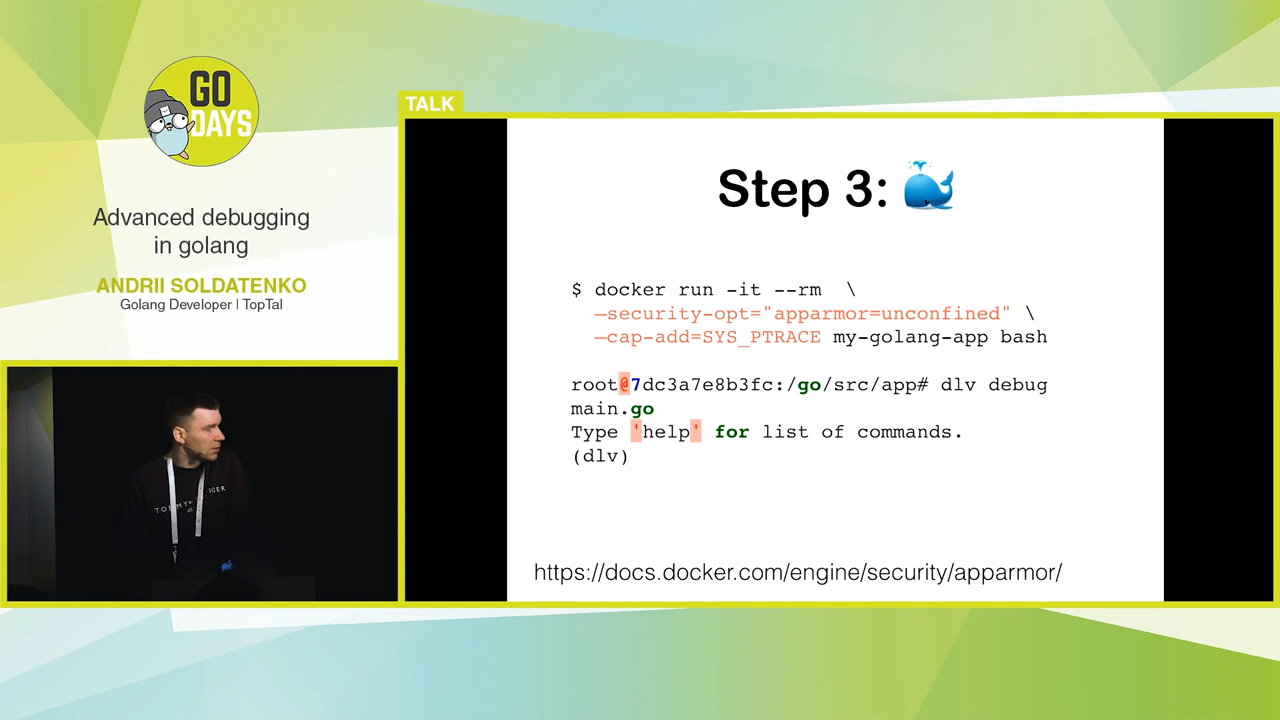 GO
DAYS
Advanced debugging
in golang
ANDRII SOLDATENKO
Golang Developer | TopTal
TALK
Step 3:
$ docker run -it --rm \
—security-opt="apparmor=unconfined" \
—cap-add=SYS_PTRACE my-golang-app bash
root@7dc3a7e8b3fc:/go/src/app# dlv debug
main.go
Type 'help' for list of commands.
(dlv)
https://docs.docker.com/engine/security/apparmor/